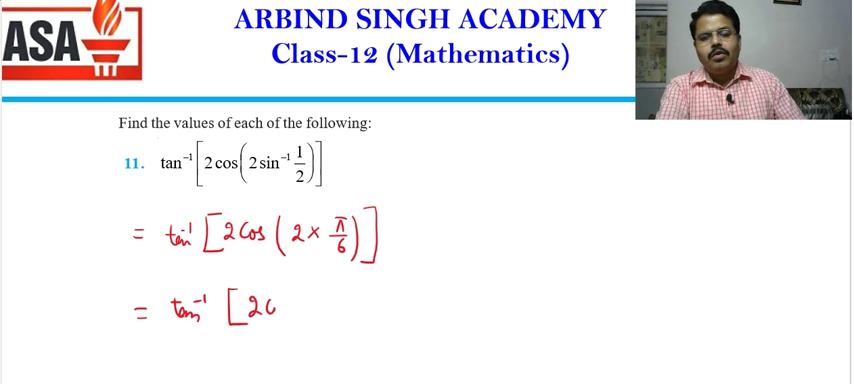 ASA
ARBIND SINGH ACADEMY
Class-12 (Mathematics)
Find the values of each of the following:
11. tan⁻¹[2 cos(2 sin⁻¹ 1/2)]
= tan⁻¹ [2 cos (2 × π/6)]
= tan⁻¹ [2c